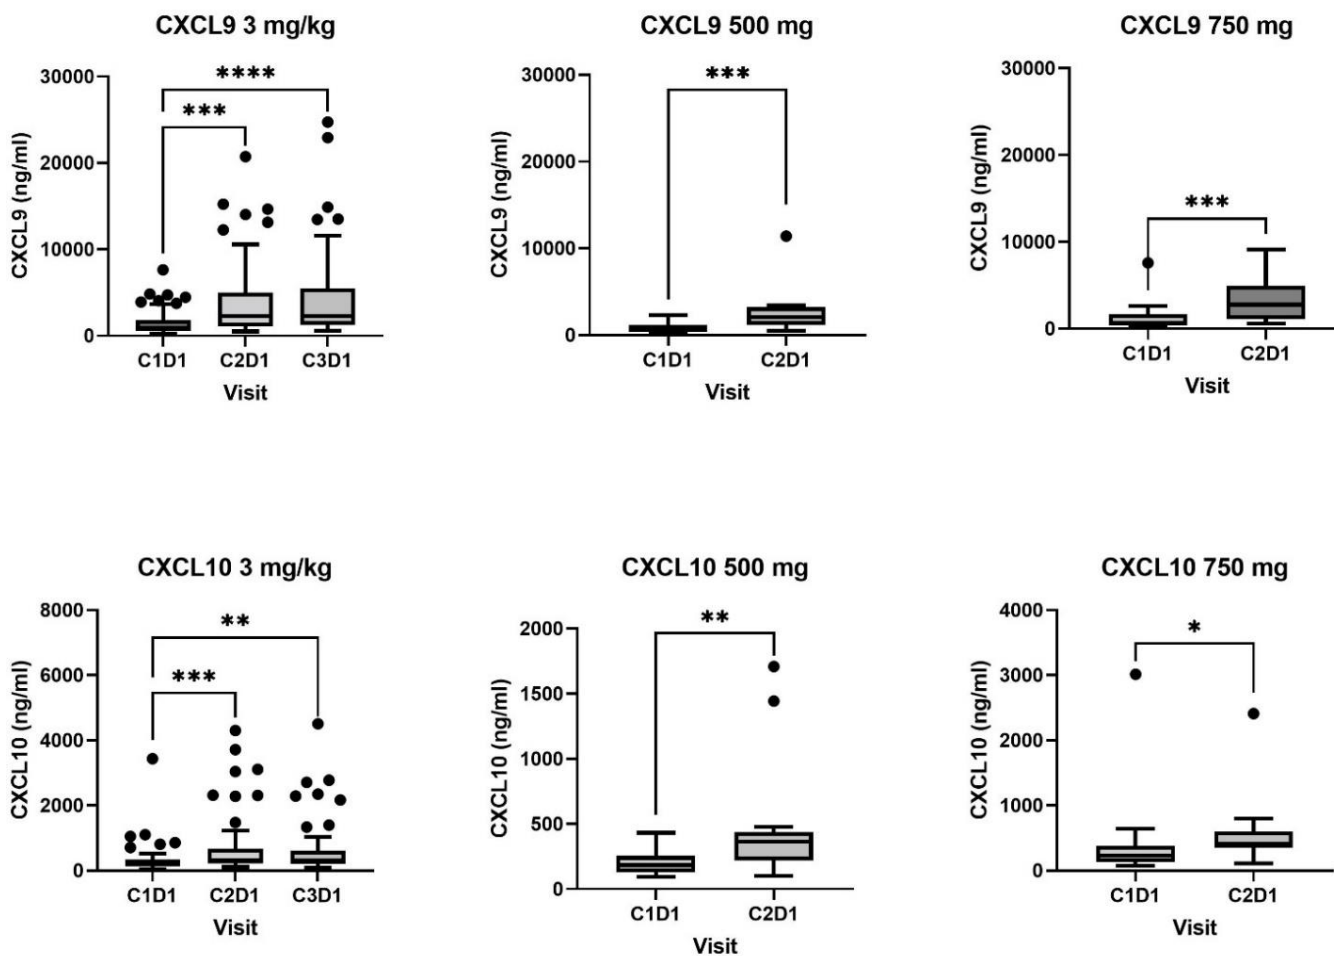 CXCL9 3 mg/kg
CXCL9 (ng/ml)
30000
20000
10000
0
****
***
C1D1 C2D1 C3D1
Visit
CXCL9 500 mg
CXCL9 (ng/ml)
30000
20000
10000
0
***
C1D1 C2D1
Visit
CXCL9 750 mg
CXCL9 (ng/ml)
30000
20000
10000
0
***
C1D1 C2D1
Visit
CXCL10 3 mg/kg
CXCL10 (ng/ml)
8000
6000
4000
2000
0
**
***
C1D1 C2D1 C3D1
Visit
CXCL10 500 mg
CXCL10 (ng/ml)
2000
1500
1000
500
0
**
C1D1 C2D1
Visit
CXCL10 750 mg
CXCL10 (ng/ml)
4000
3000
2000
1000
0
*
C1D1 C2D1
Visit